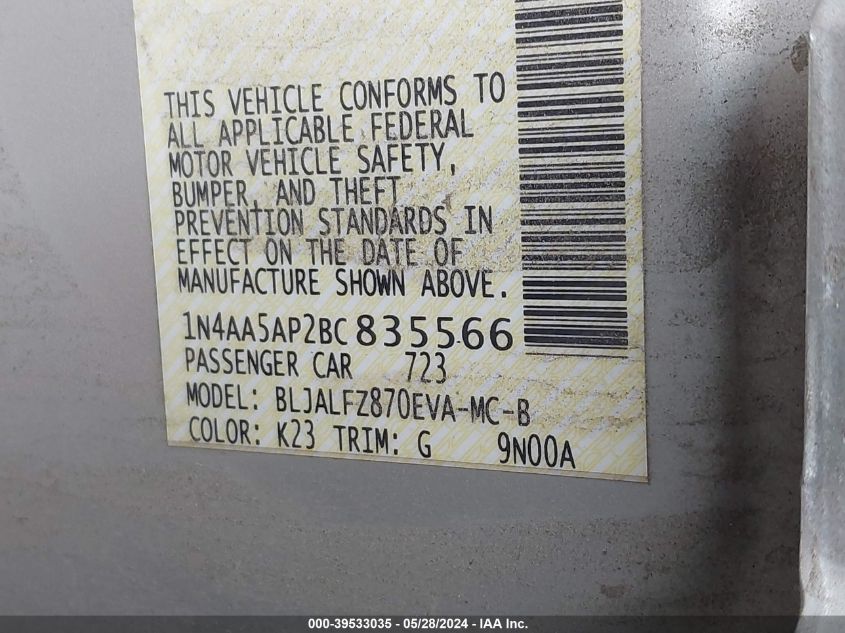 THIS VEHICLE CONFORMS TO
ALL APPLICABLE FEDERAL
MOTOR VEHICLE SAFETY,
BUMPER, AND THEFT
PREVENTION STANDARDS IN
EFFECT ON THE DATE OF
MANUFACTURE SHOWN ABOVE.
1N4AA5AP2BC835566
PASSENGER CAR 723
MODEL: BLJALFZ870EVA-MC-B
COLOR: K23 TRIM: G 9N00A
000-39533035 - 05/28/2024 - IAA Inc.